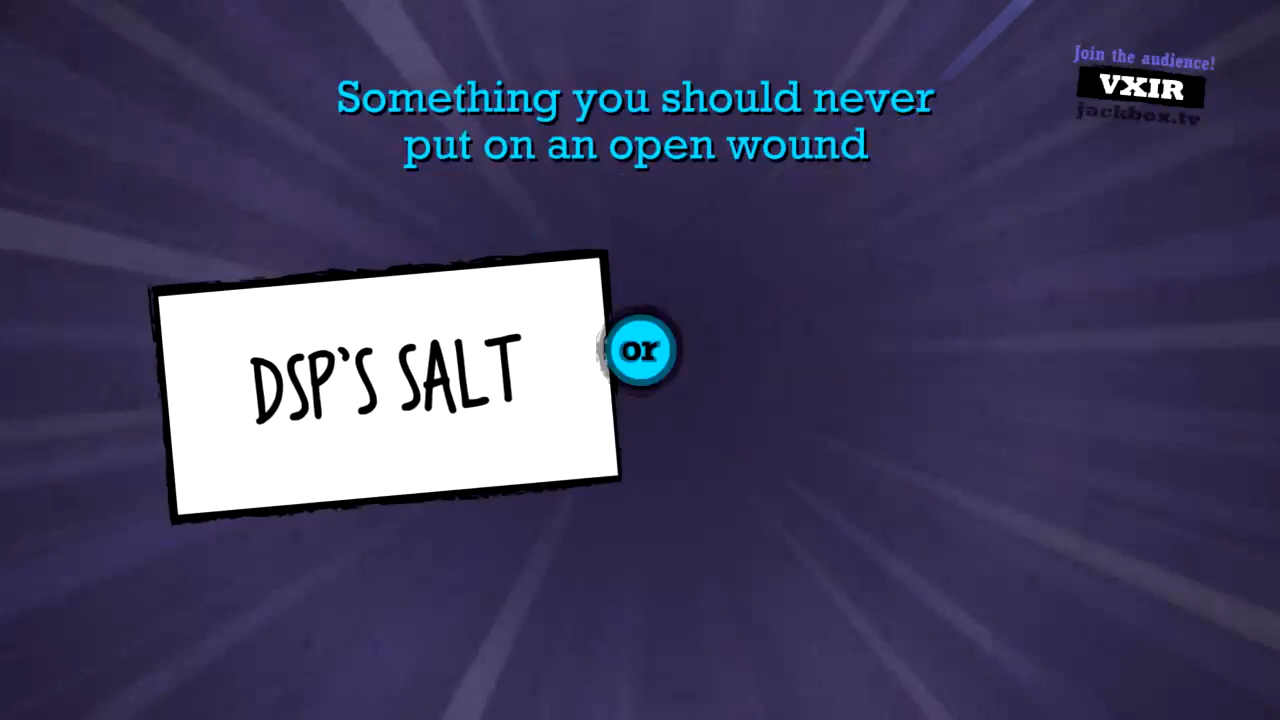 Join the audience!
VXIR
jackbox.tv
Something you should never
put on an open wound
DSP'S SALT
or